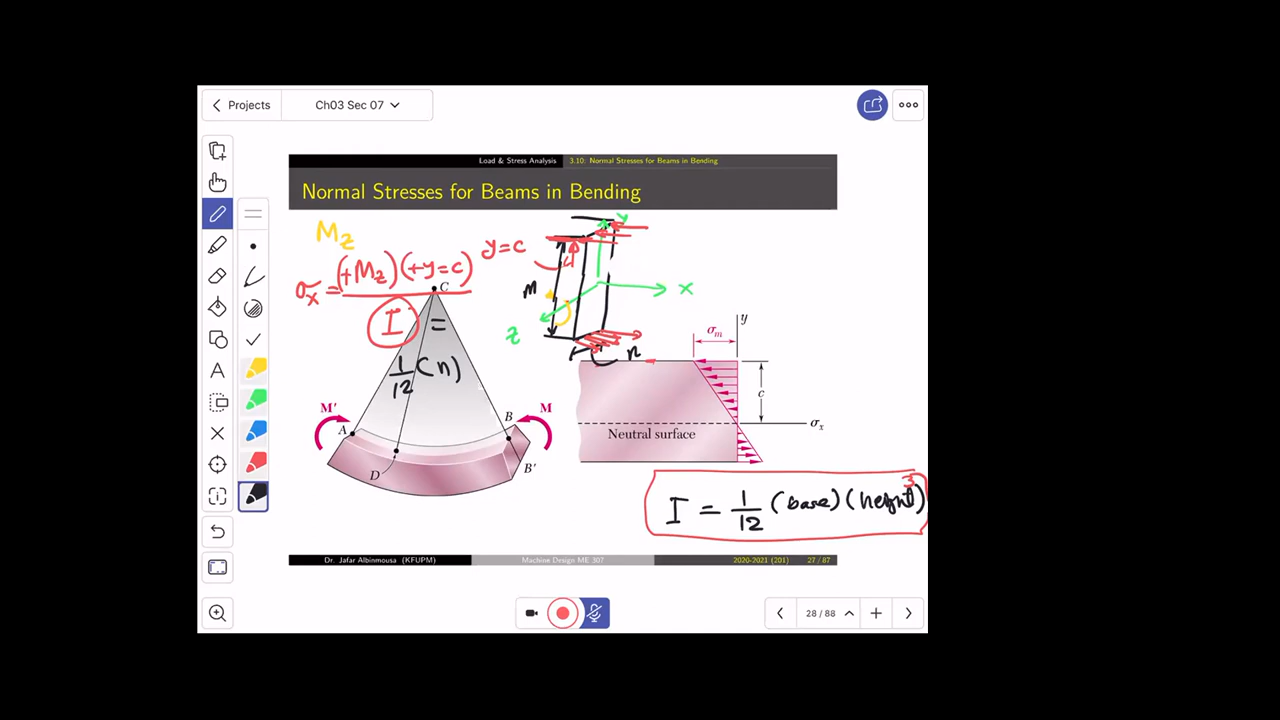 Projects
Ch03 Sec 07
Load & Stress Analysis
3.10: Normal Stresses for Beams in Bending
Normal Stresses for Beams in Bending
Mz
y=c
σx = (+Mz)(+y=c)
I =
1/12 (n)
C
M'
M
A
B
D
B'
y
x
z
m
n
σm
y
c
σx
Neutral surface
I = 1/12 (base)(height)3
Dr. Jafar Albinmousa (KFUPM)
Machine Design ME 307
2020-2021 (201)
27 / 87
28 / 88